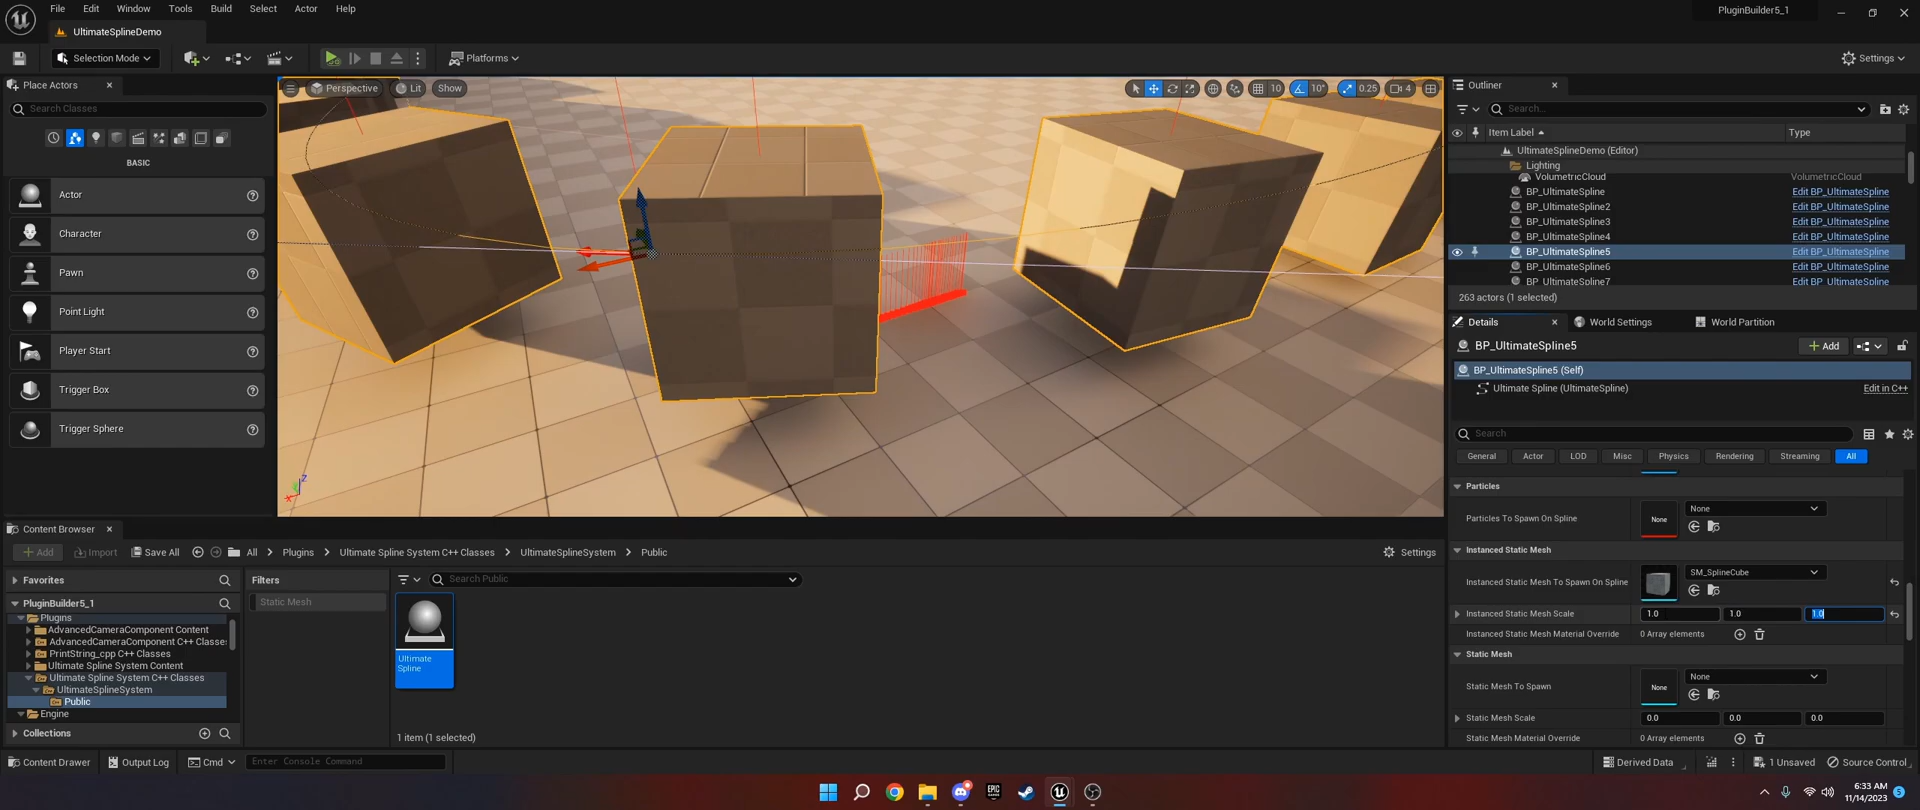 File Edit Window Tools Build Select Actor Help
PluginBuilder5_1
UltimateSplineDemo
Selection Mode
Platforms
Settings
Place Actors
Search Classes
BASIC
Actor
Character
Pawn
Point Light
Player Start
Trigger Box
Trigger Sphere
Perspective Lit Show
10 10° 0.25 4
Z
X
Outliner
Search...
Item Label Type
UltimateSplineDemo (Editor)
Lighting
VolumetricCloud VolumetricCloud
BP_UltimateSpline Edit BP_UltimateSpline
BP_UltimateSpline2 Edit BP_UltimateSpline
BP_UltimateSpline3 Edit BP_UltimateSpline
BP_UltimateSpline4 Edit BP_UltimateSpline
BP_UltimateSpline5 Edit BP_UltimateSpline
BP_UltimateSpline6 Edit BP_UltimateSpline
BP_UltimateSpline7 Edit BP_UltimateSpline
263 actors (1 selected)
Details World Settings World Partition
BP_UltimateSpline5 Add
BP_UltimateSpline5 (Self)
Ultimate Spline (UltimateSpline) Edit in C++
Search
General Actor LOD Misc Physics Rendering Streaming All
Particles
Particles To Spawn On Spline None None
Instanced Static Mesh
Instanced Static Mesh To Spawn On Spline SM_SplineCube
Instanced Static Mesh Scale 1.0 1.0 1.0
Instanced Static Mesh Material Override 0 Array elements
Static Mesh
Static Mesh To Spawn None None
Static Mesh Scale 0.0 0.0 0.0
Static Mesh Material Override 0 Array elements
Content Browser
Add Import Save All All Plugins Ultimate Spline System C++ Classes UltimateSplineSystem Public Settings
Favorites
PluginBuilder5_1
Plugins
AdvancedCameraComponent Content
AdvancedCameraComponent C++ Classes
PrintString_cpp C++ Classes
Ultimate Spline System Content
Ultimate Spline System C++ Classes
UltimateSplineSystem
Public
Engine
Collections
Filters
Static Mesh
Search Public
Ultimate
Spline
1 item (1 selected)
Content Drawer Output Log Cmd Enter Console Command
Derived Data 1 Unsaved Source Control
EPIC
6:33 AM
11/14/2023
5